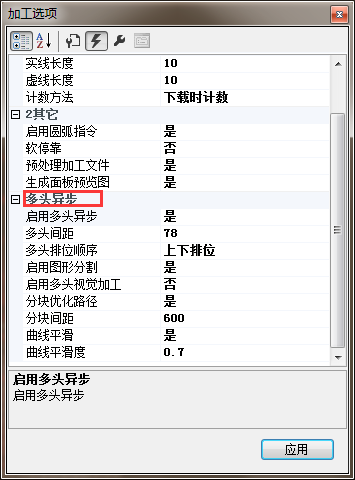 加工选项
实线长度 10
虚线长度 10
计数方法 下载时计数
2其它
启用圆弧指令 是
软停靠 否
预处理加工文件 是
生成面板预览图 是
多头异步
启用多头异步 是
多头间距 78
多头排位顺序 上下排位
启用图形分割 是
启用多头视觉加工 否
分块优化路径 是
分块间距 600
曲线平滑 是
曲线平滑度 0.7
启用多头异步
启用多头异步
应用